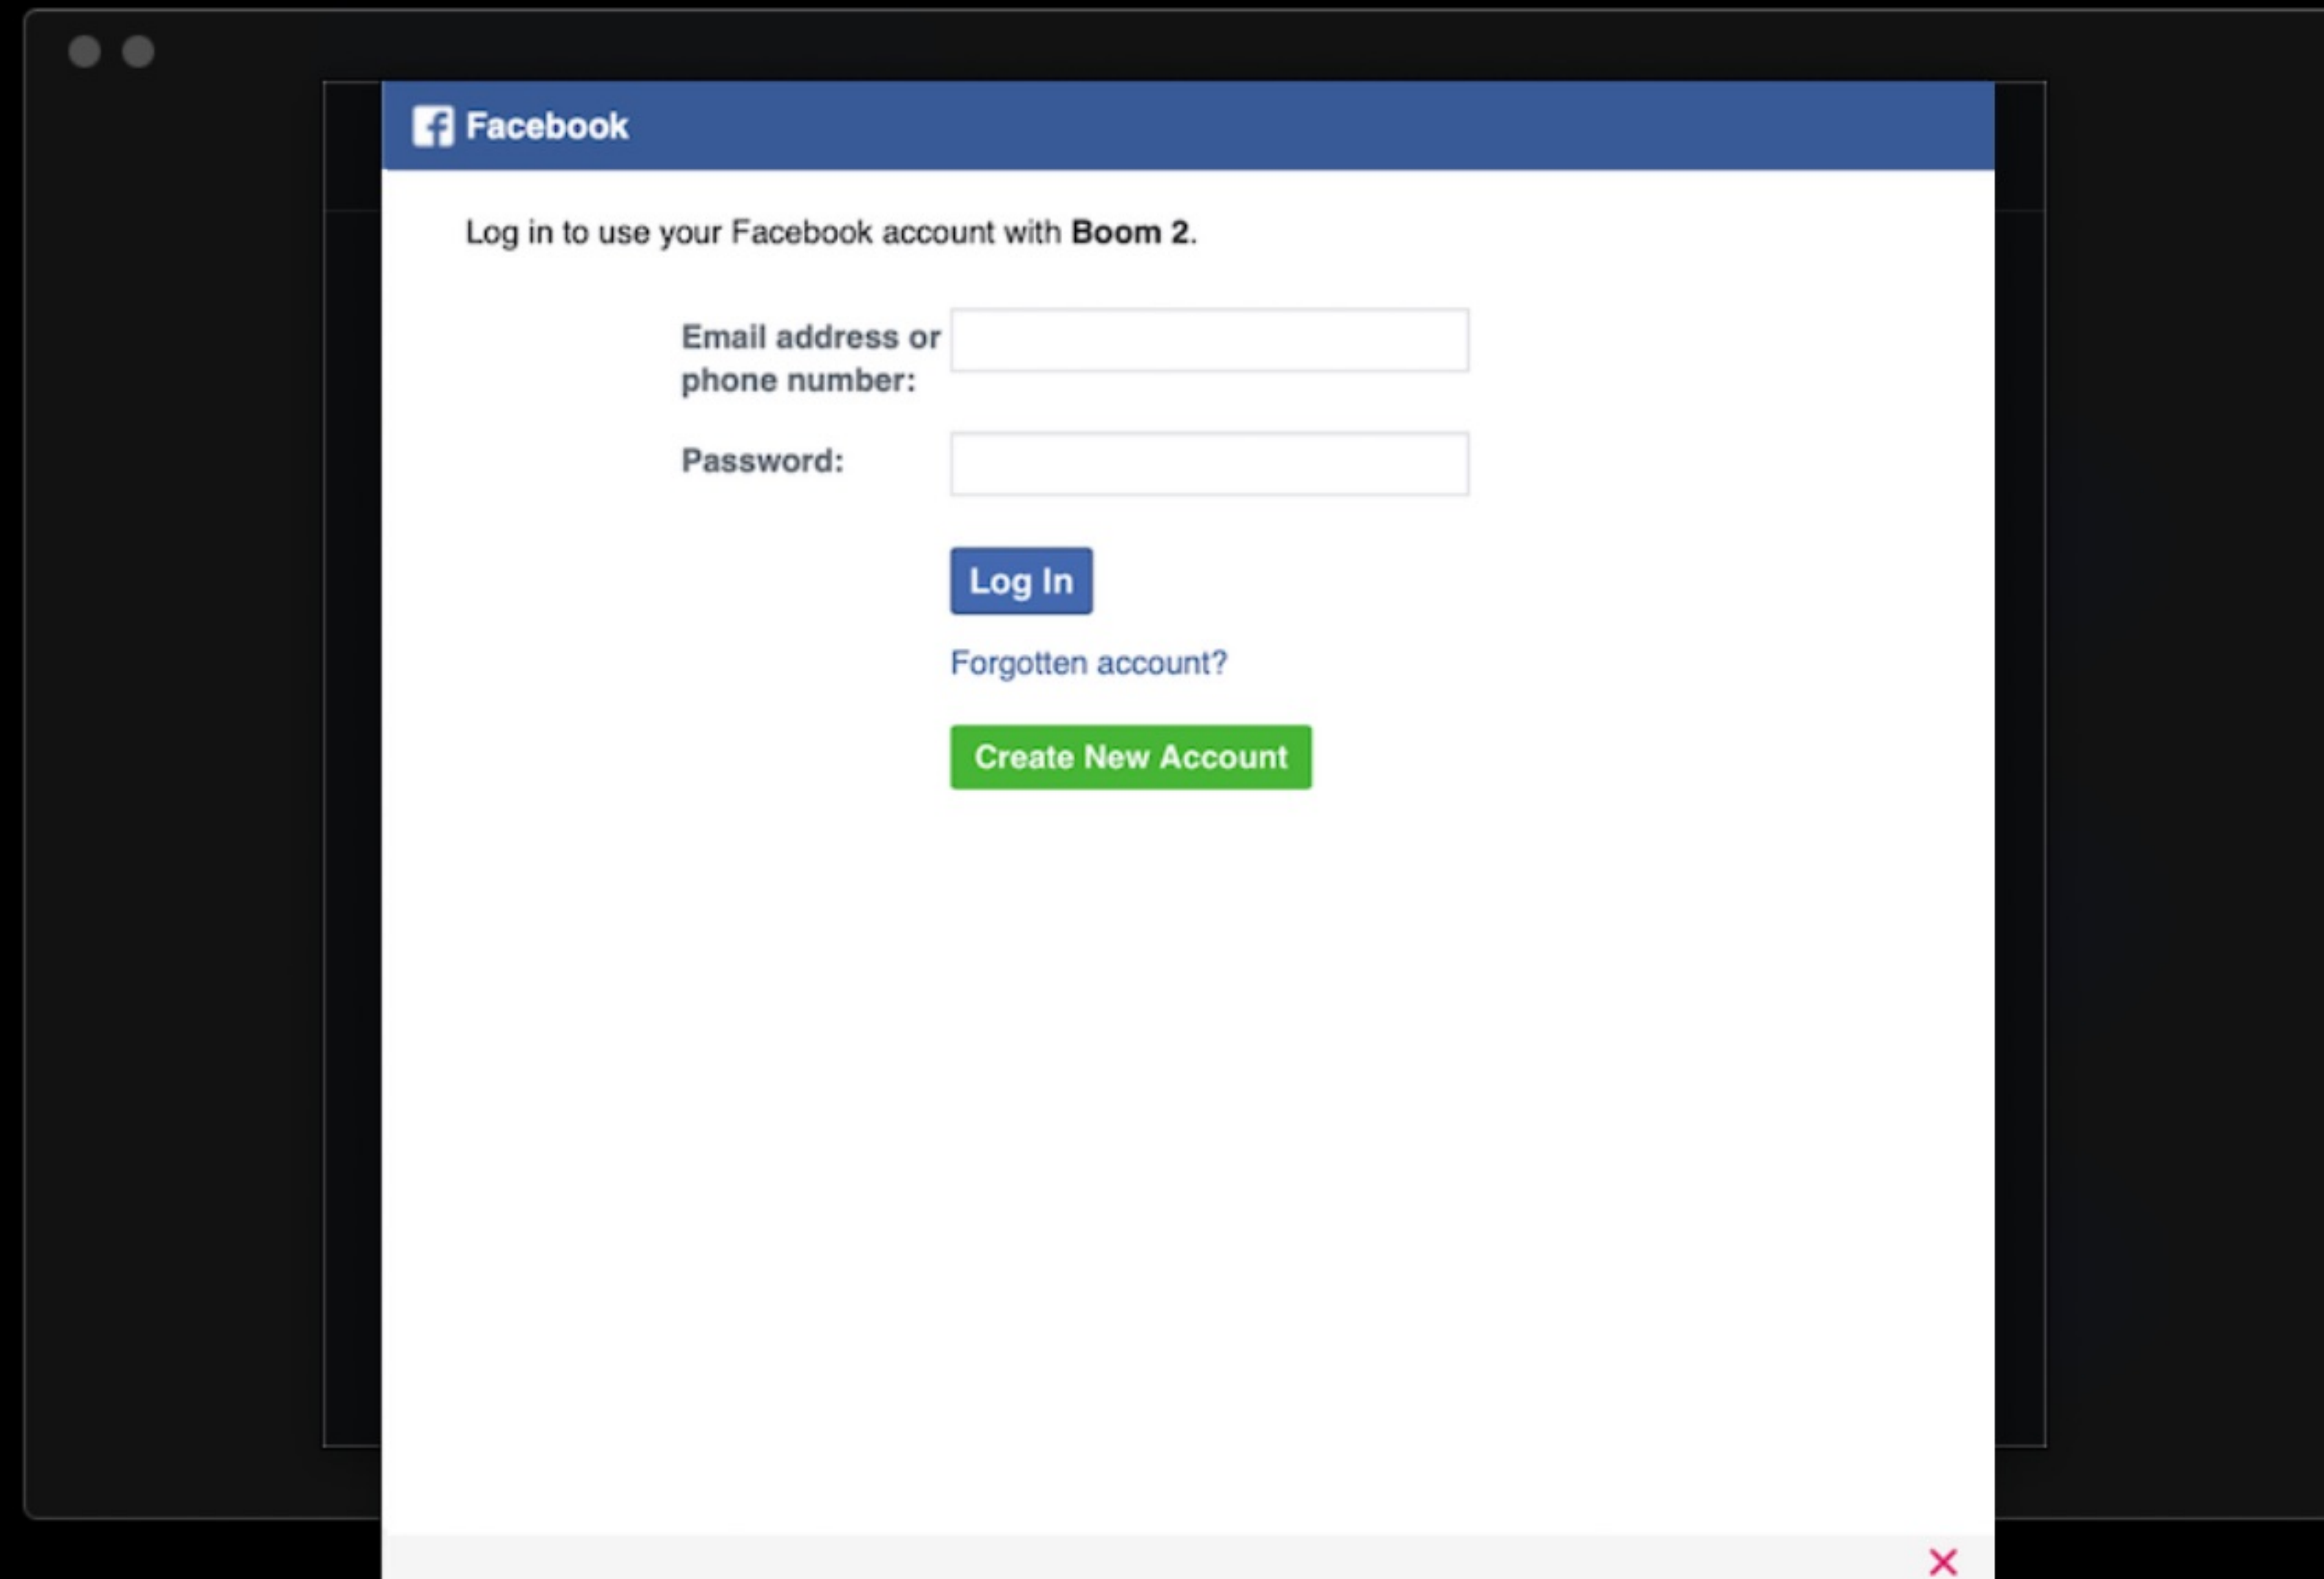 Facebook
Log in to use your Facebook account with Boom 2.
Email address or
phone number:
Password:
Log In
Forgotten account?
Create New Account